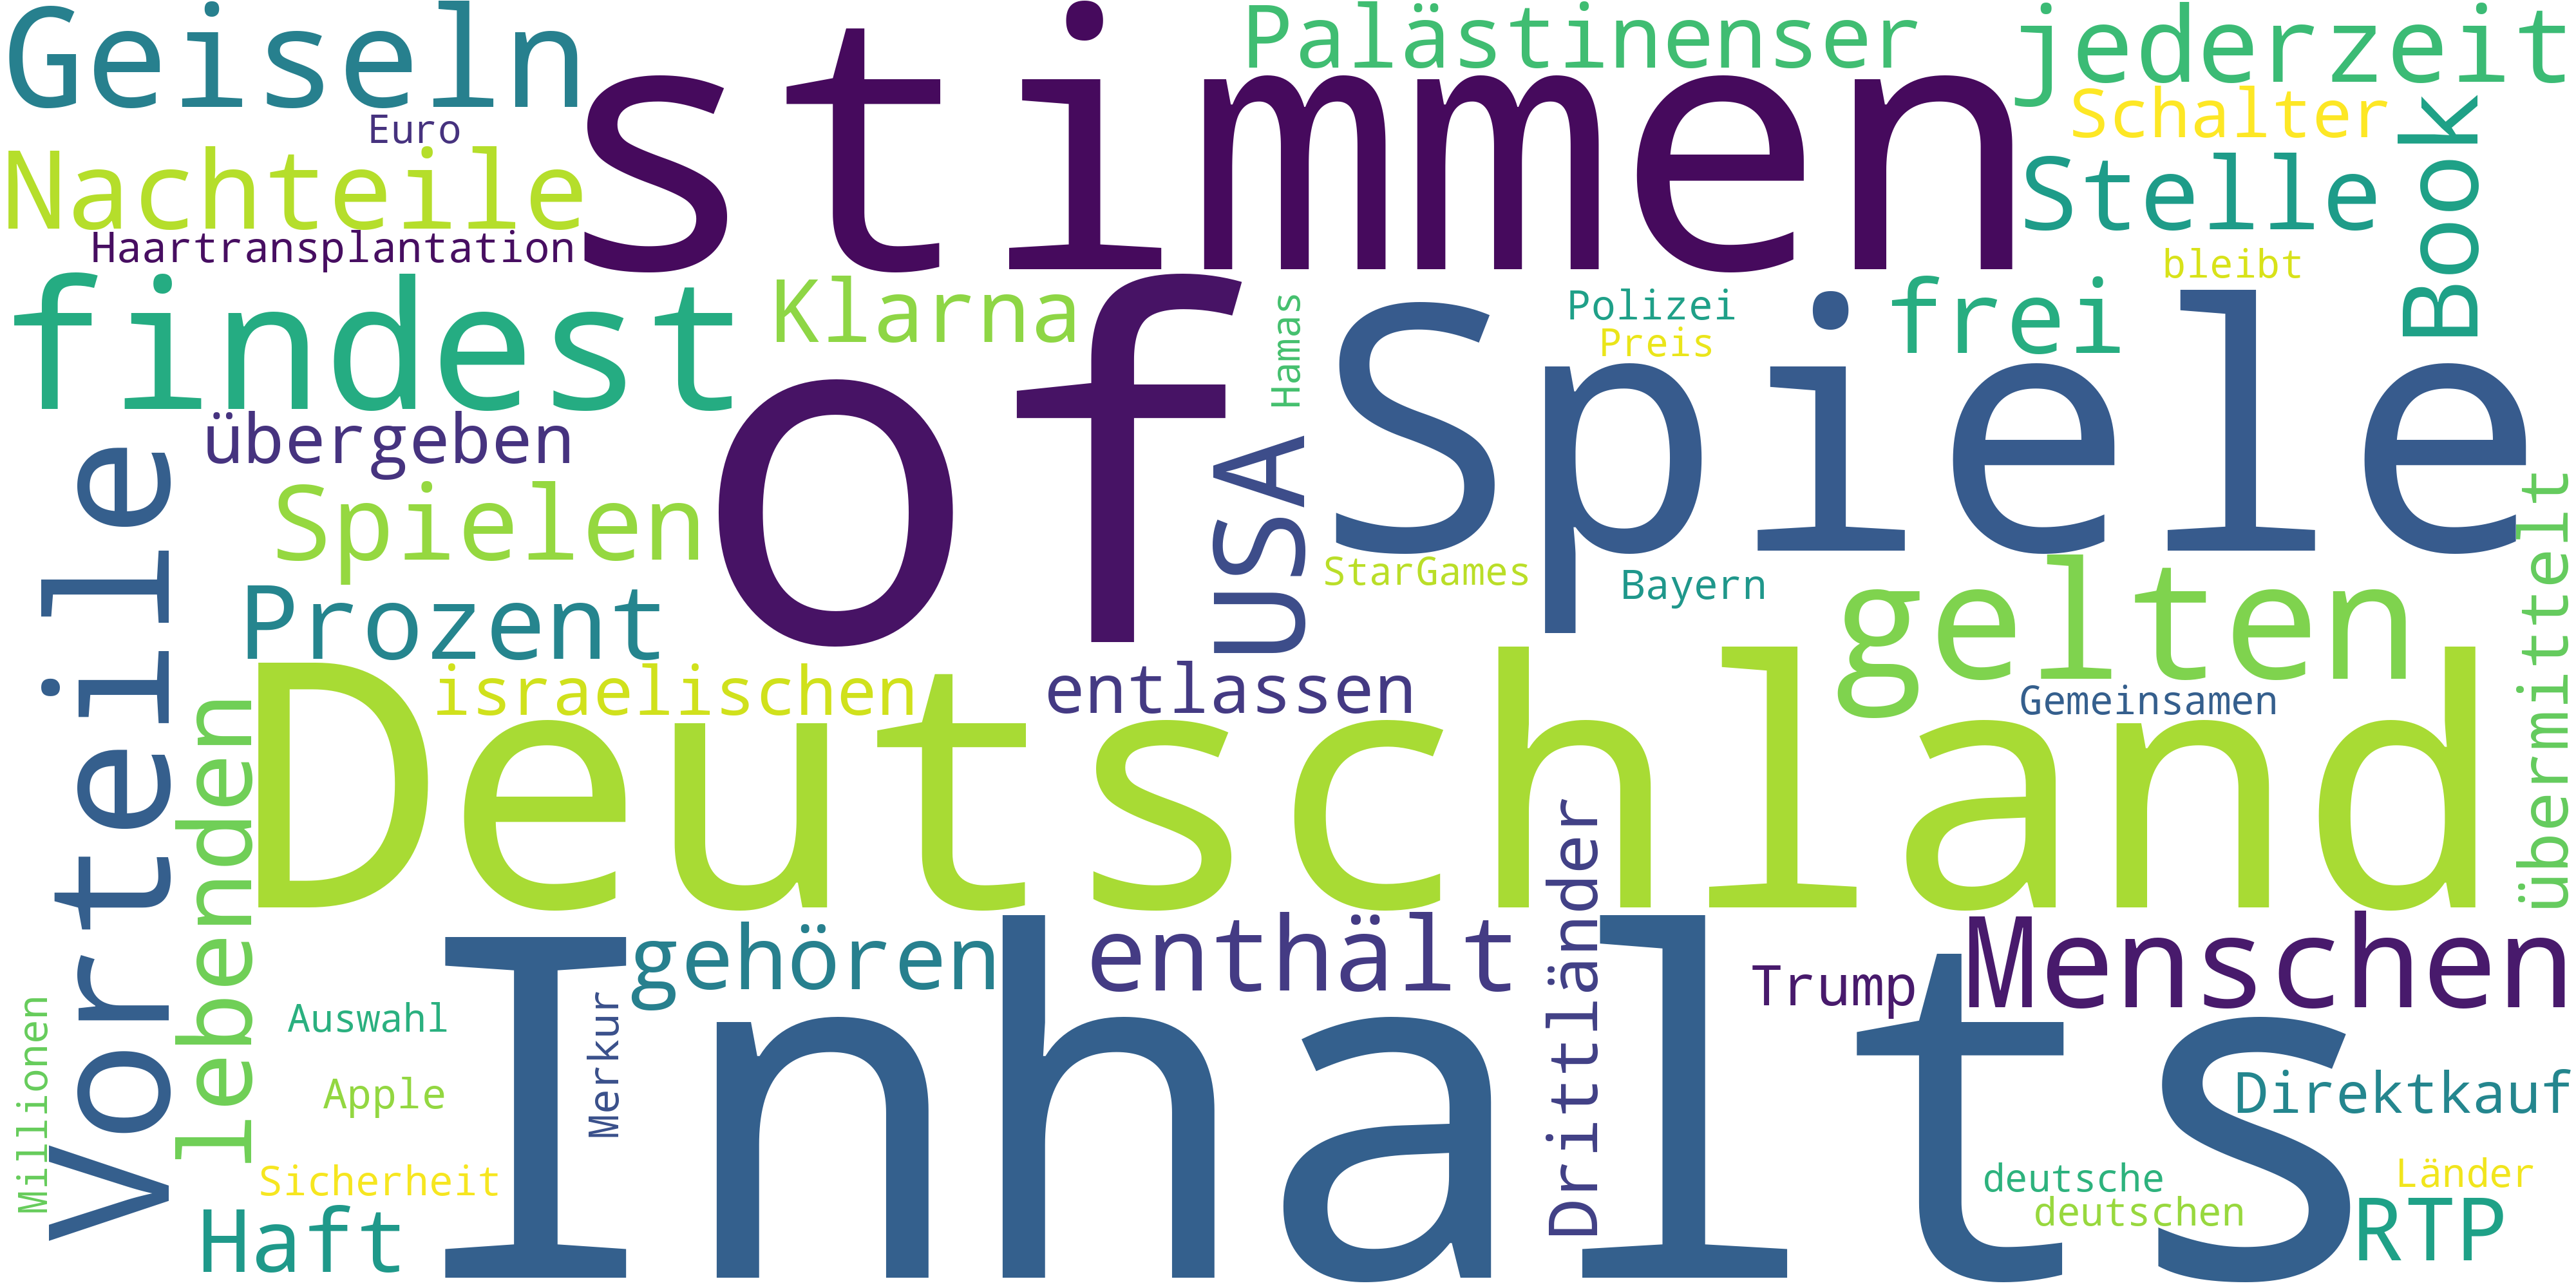 Geiseln
stimmen
Palästinenser
jederzeit
Euro
Schalter
Nachteile
Stelle
Book
Haartransplantation
bleibt
findest
Klarna
of
Hamas
Spiele
Polizei
Preis
frei
übergeben
USA
Vorteile
Spielen
StarGames
Bayern
gelten
übermittelt
Prozent
israelischen
entlassen
Gemeinsamen
Deutschland
lebenden
Inhalts
gehören
enthält
Drittländer
Trump
Menschen
Millionen
Auswahl
Merkur
Apple
Direktkauf
Sicherheit
deutsche
Länder
deutschen
Haft
RTP